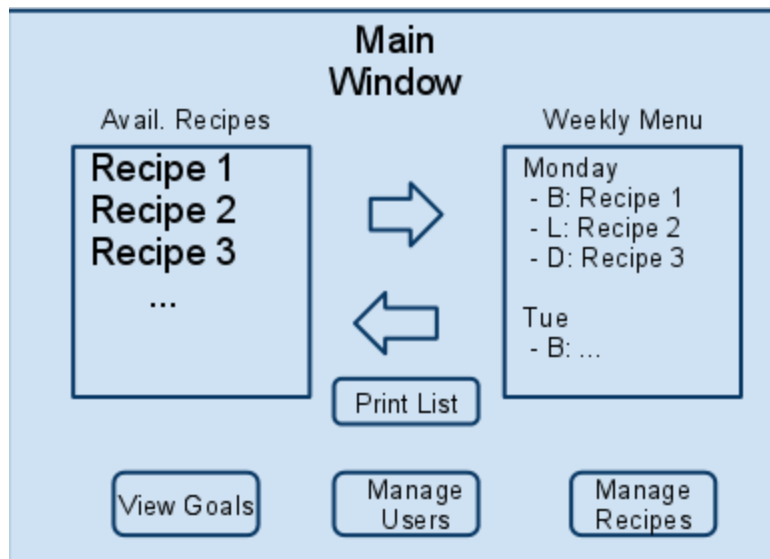 Main
Window
Avail. Recipes
Weekly Menu
Recipe 1
Recipe 2
Recipe 3
...
Monday
- B: Recipe 1
- L: Recipe 2
- D: Recipe 3
Tue
- B: ...
Print List
View Goals
Manage
Users
Manage
Recipes